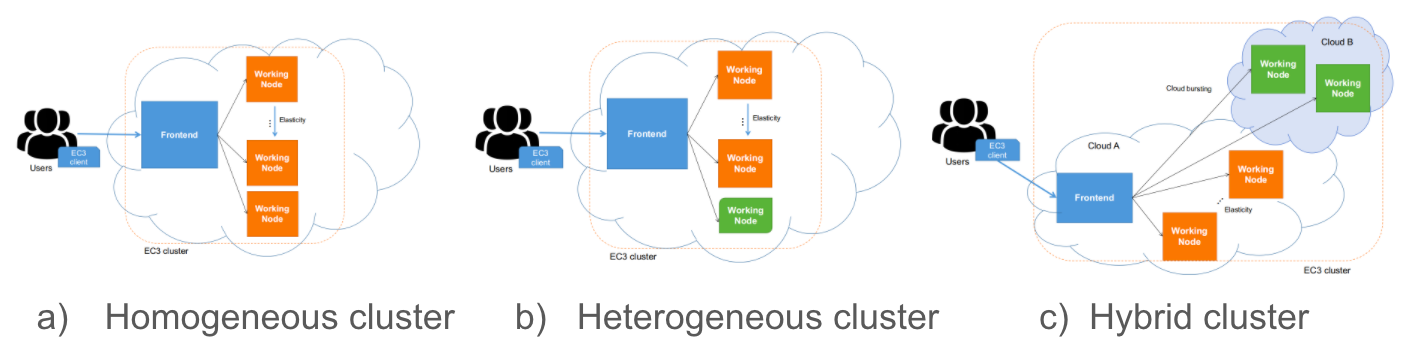 Working
Node
Elasticity
Frontend
Working
Node
Working
Node
EC3
client
Users
EC3 cluster
a) Homogeneous cluster
Working
Node
Elasticity
Frontend
Working
Node
Working
Node
EC3
client
Users
EC3 cluster
b) Heterogeneous cluster
Cloud B
Working
Node
Working
Node
Cloud bursting
EC3
client
Users
Cloud A
Working
Node
Frontend
Elasticity
Working
Node
EC3 cluster
c) Hybrid cluster